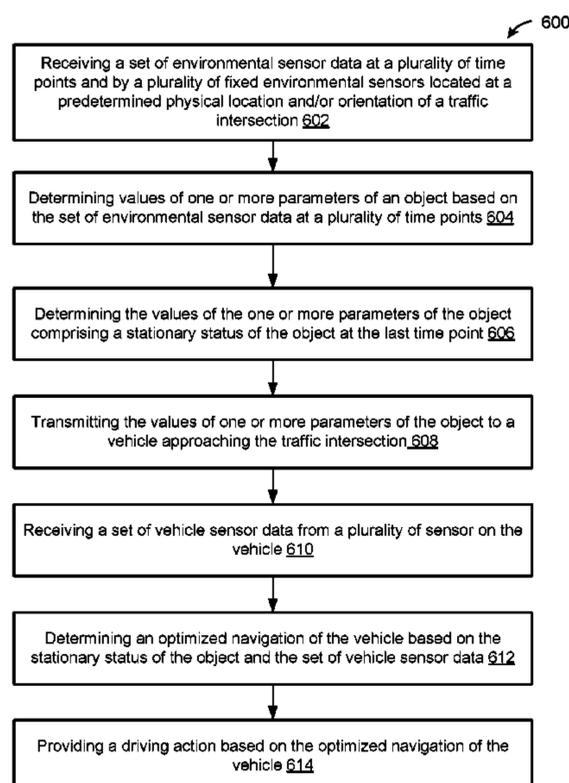 600
Receiving a set of environmental sensor data at a plurality of time
points and by a plurality of fixed environmental sensors located at a
predetermined physical location and/or orientation of a traffic
intersection 602
Determining values of one or more parameters of an object based on
the set of environmental sensor data at a plurality of time points 604
Determining the values of the one or more parameters of the object
comprising a stationary status of the object at the last time point 606
Transmitting the values of one or more parameters of the object to a
vehicle approaching the traffic intersection 608
Receiving a set of vehicle sensor data from a plurality of sensor on the
vehicle 610
Determining an optimized navigation of the vehicle based on the
stationary status of the object and the set of vehicle sensor data 612
Providing a driving action based on the optimized navigation of the
vehicle 614